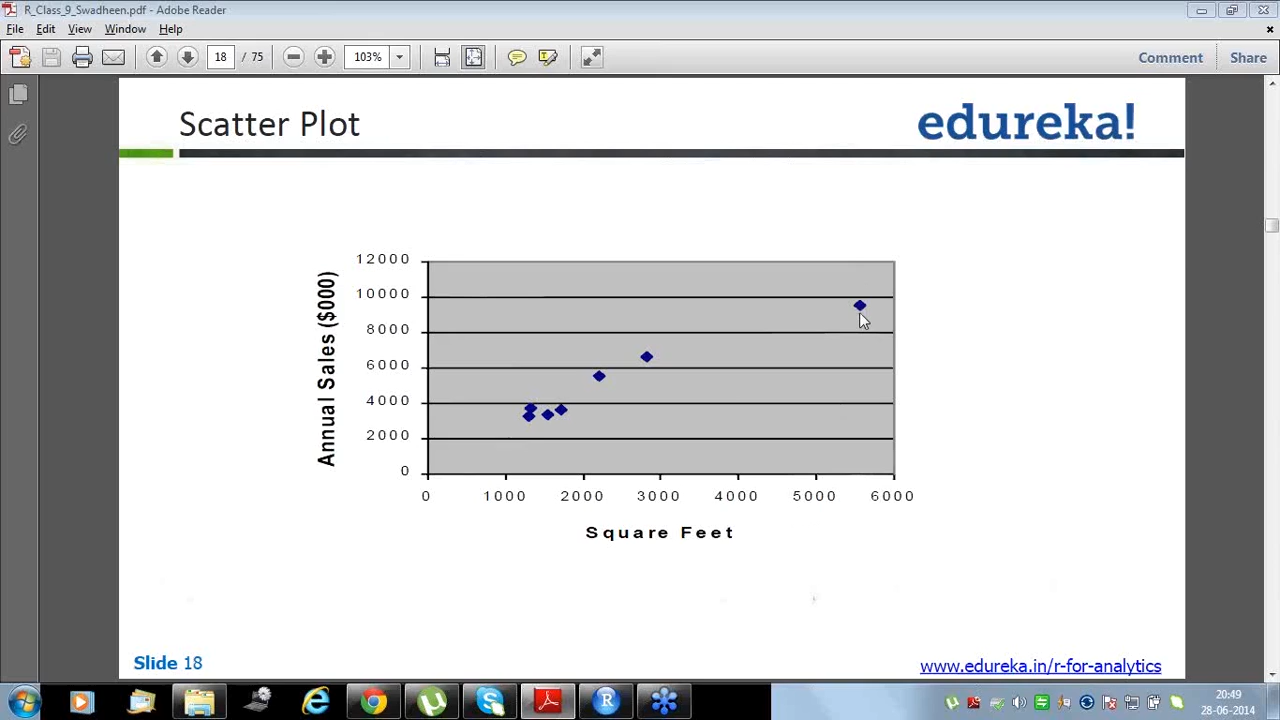 R_Class_9_Swadheen.pdf - Adobe Reader
File Edit View Window Help
18 / 75 103% Comment Share
Scatter Plot
edureka!
Annual Sales ($000)
12000
10000
8000
6000
4000
2000
0
0 1000 2000 3000 4000 5000 6000
Square Feet
Slide 18
www.edureka.in/r-for-analytics
20:49
28-06-2014